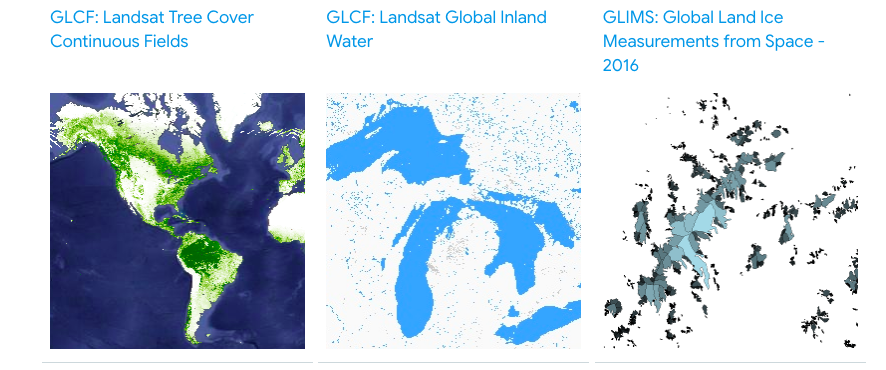 GLCF: Landsat Tree Cover
Continuous Fields
GLCF: Landsat Global Inland
Water
GLIMS: Global Land Ice
Measurements from Space -
2016